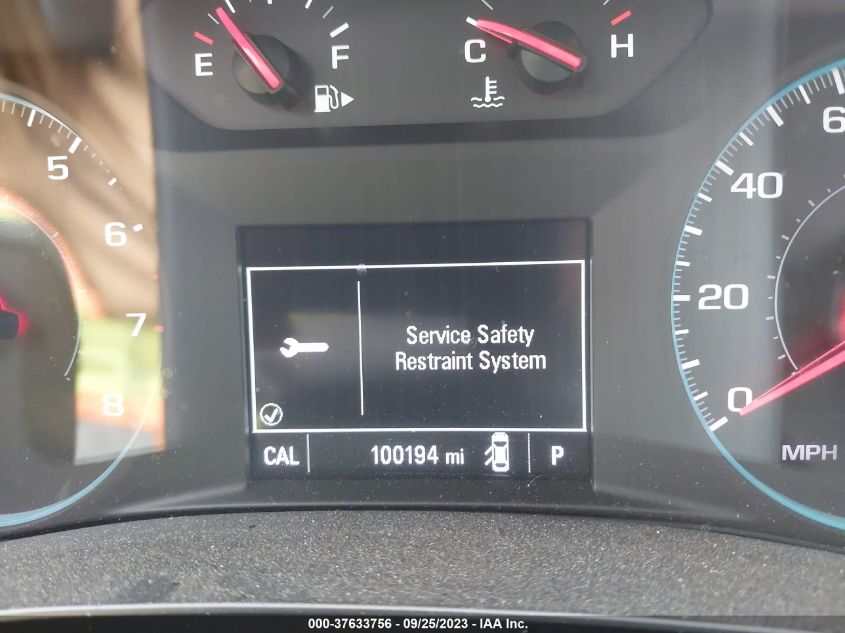 E F
C H
5
6
7
8
6
40
20
0
MPH
Service Safety
Restraint System
CAL 100194 mi P
000-37633756 - 09/25/2023 - IAA Inc.